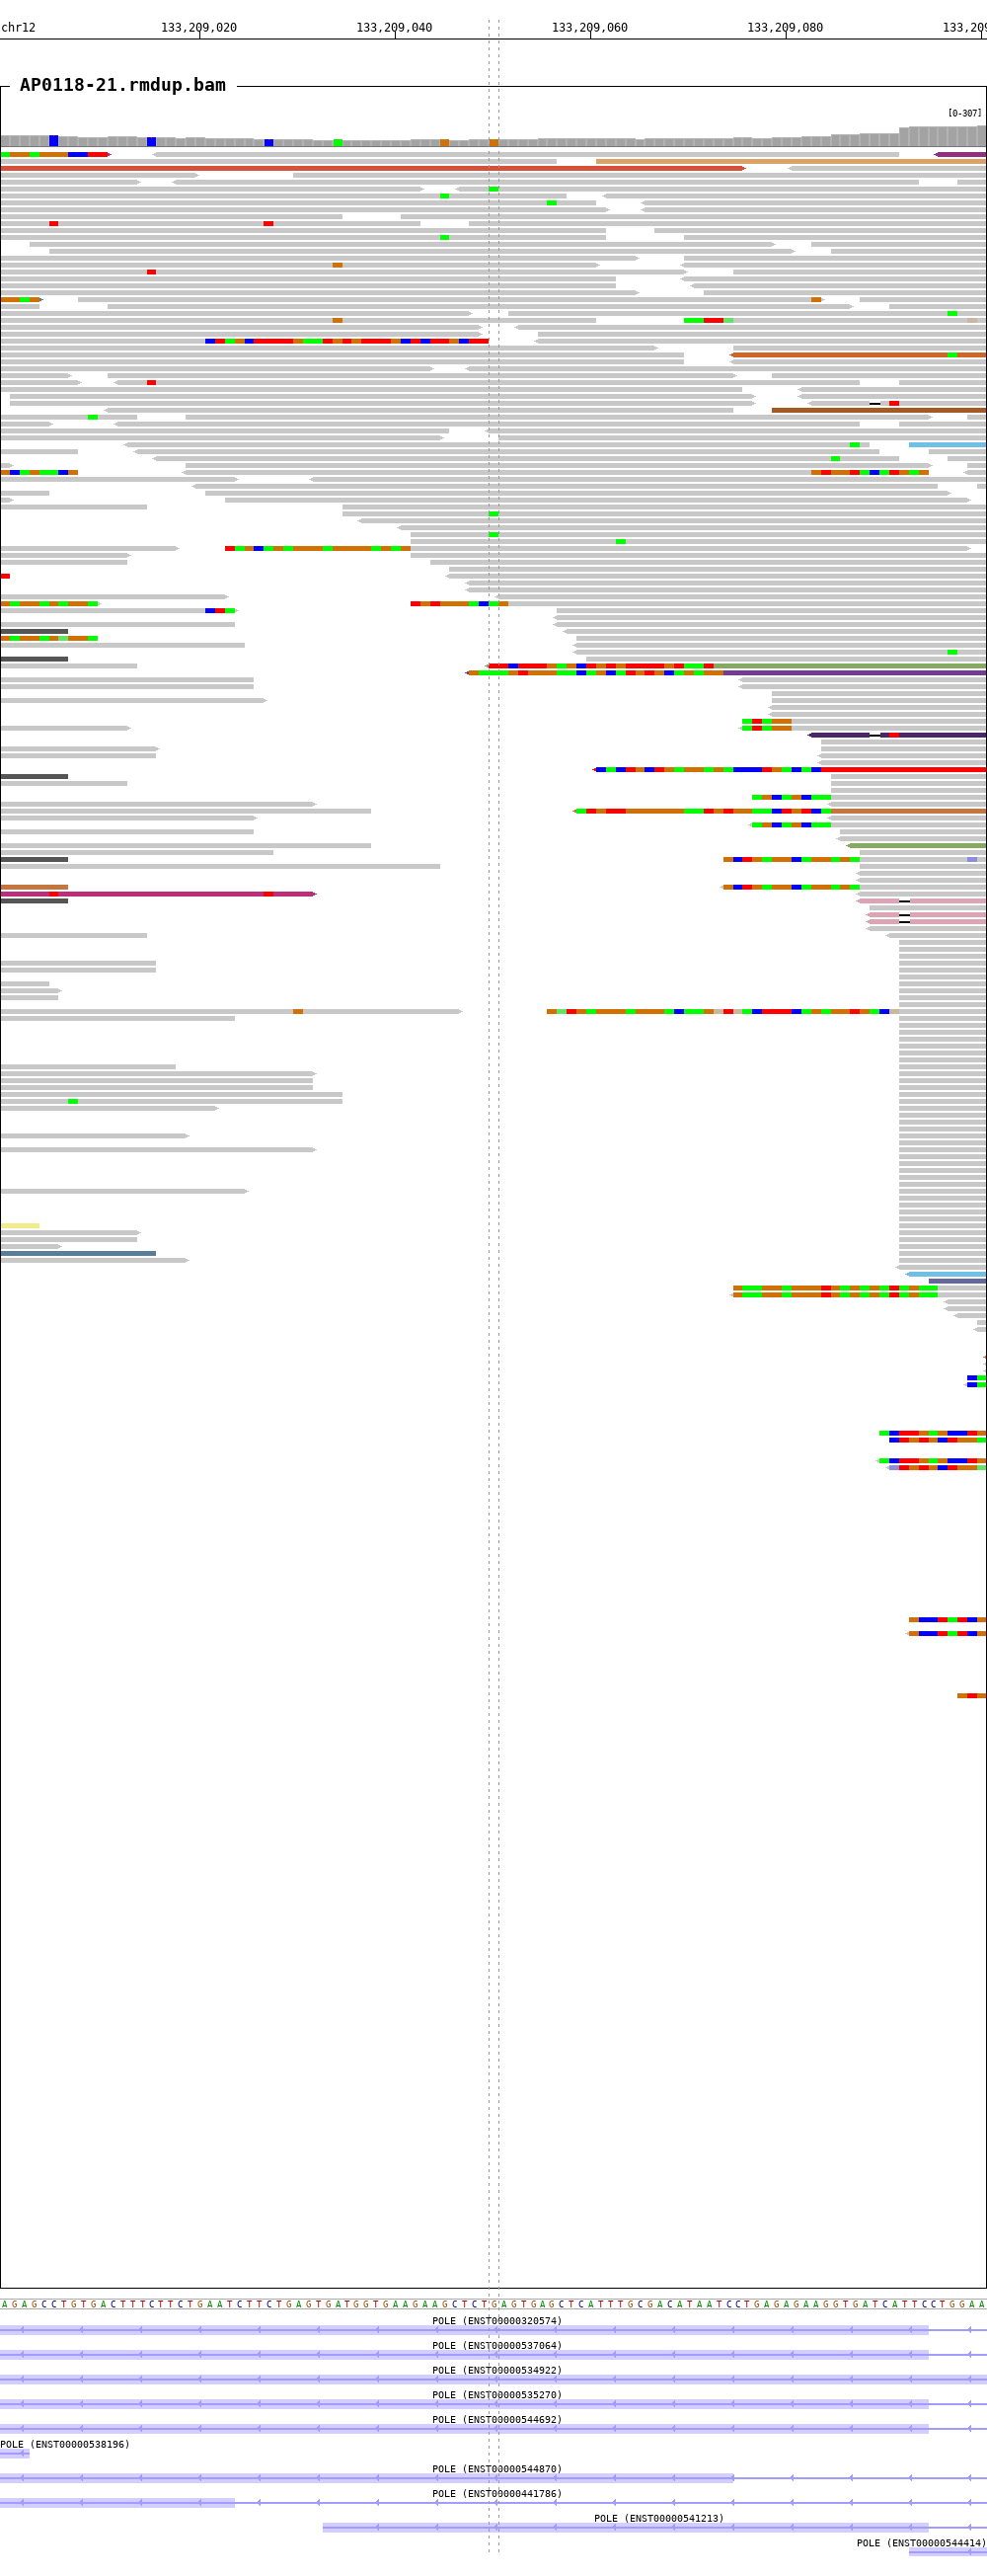 chr12 133,209,020 133,209,040 133,209,060 133,209,080 133,209
AP0118-21.rmdup.bam
[0-307]
AGAGCCTGTGACTTTCTTCTGAATCTTCTGAGTGATGGTGAAGAAGCTCTGAGTGAGCTCATTTGCGACATAATCCTGAGAGAAGGTGATCATTCCTGGAA
POLE (ENST00000320574)
POLE (ENST00000537064)
POLE (ENST00000534922)
POLE (ENST00000535270)
POLE (ENST00000544692)
POLE (ENST00000538196)
POLE (ENST00000544870)
POLE (ENST00000441786)
POLE (ENST00000541213)
POLE (ENST00000544414)